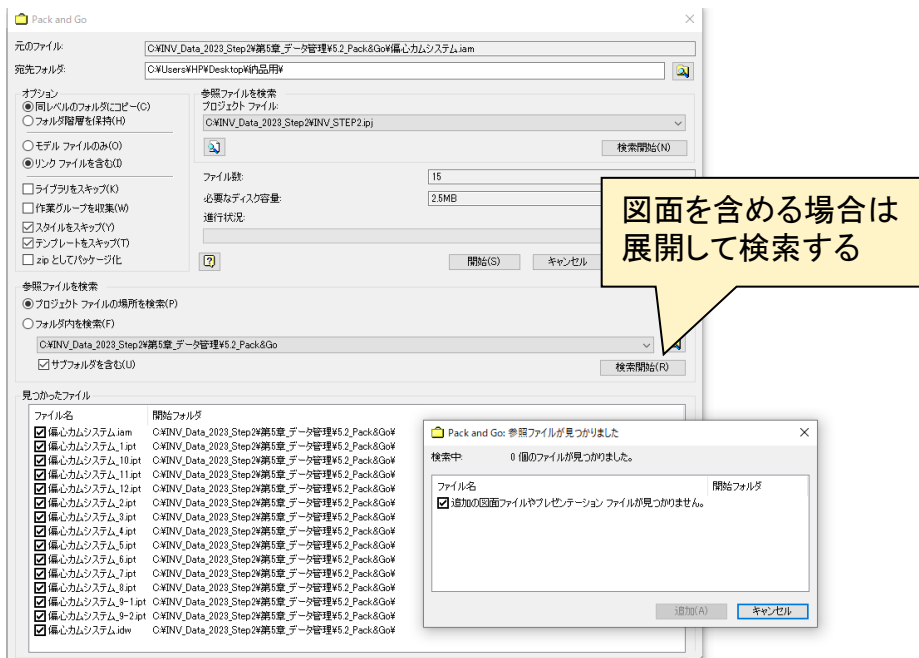 Pack and Go
元のファイル: C:¥INV_Data_2023_Step2¥第5章_データ管理¥5.2_Pack&Go¥偏心カムシステム.iam
宛先フォルダ: C:¥Users¥HP¥Desktop¥納品用¥
オプション
同レベルのフォルダにコピー(C)
フォルダ階層を保持(H)
モデル ファイルのみ(O)
リンク ファイルを含む(I)
ライブラリをスキップ(K)
作業グループを収集(W)
スタイルをスキップ(Y)
テンプレートをスキップ(T)
zip としてパッケージ化
参照ファイルを検索
プロジェクト ファイル:
C:¥INV_Data_2023_Step2¥INV_STEP2.ipj
検索開始(N)
ファイル数: 15
必要なディスク容量: 2.5MB
進行状況:
開始(S) キャンセル
図面を含める場合は
展開して検索する
参照ファイルを検索
プロジェクト ファイルの場所を検索(P)
フォルダ内を検索(F)
C:¥INV_Data_2023_Step2¥第5章_データ管理¥5.2_Pack&Go
サブフォルダを含む(U)
検索開始(R)
見つかったファイル
ファイル名 開始フォルダ
偏心カムシステム.iam C:¥INV_Data_2023_Step2¥第5章_データ管理¥5.2_Pack&Go¥
偏心カムシステム_1.ipt C:¥INV_Data_2023_Step2¥第5章_データ管理¥5.2_Pack&Go¥
偏心カムシステム_10.ipt C:¥INV_Data_2023_Step2¥第5章_データ管理¥5.2_Pack&Go¥
偏心カムシステム_11.ipt C:¥INV_Data_2023_Step2¥第5章_データ管理¥5.2_Pack&Go¥
偏心カムシステム_12.ipt C:¥INV_Data_2023_Step2¥第5章_データ管理¥5.2_Pack&Go¥
偏心カムシステム_2.ipt C:¥INV_Data_2023_Step2¥第5章_データ管理¥5.2_Pack&Go¥
偏心カムシステム_3.ipt C:¥INV_Data_2023_Step2¥第5章_データ管理¥5.2_Pack&Go¥
偏心カムシステム_4.ipt C:¥INV_Data_2023_Step2¥第5章_データ管理¥5.2_Pack&Go¥
偏心カムシステム_5.ipt C:¥INV_Data_2023_Step2¥第5章_データ管理¥5.2_Pack&Go¥
偏心カムシステム_6.ipt C:¥INV_Data_2023_Step2¥第5章_データ管理¥5.2_Pack&Go¥
偏心カムシステム_7.ipt C:¥INV_Data_2023_Step2¥第5章_データ管理¥5.2_Pack&Go¥
偏心カムシステム_8.ipt C:¥INV_Data_2023_Step2¥第5章_データ管理¥5.2_Pack&Go¥
偏心カムシステム_9-1.ipt C:¥INV_Data_2023_Step2¥第5章_データ管理¥5.2_Pack&Go¥
偏心カムシステム_9-2.ipt C:¥INV_Data_2023_Step2¥第5章_データ管理¥5.2_Pack&Go¥
偏心カムシステム.idw C:¥INV_Data_2023_Step2¥第5章_データ管理¥5.2_Pack&Go¥
Pack and Go: 参照ファイルが見つかりました
検索中: 0 個のファイルが見つかりました。
ファイル名 開始フォルダ
追加の図面ファイルやプレゼンテーション ファイルが見つかりません。
追加(A) キャンセル